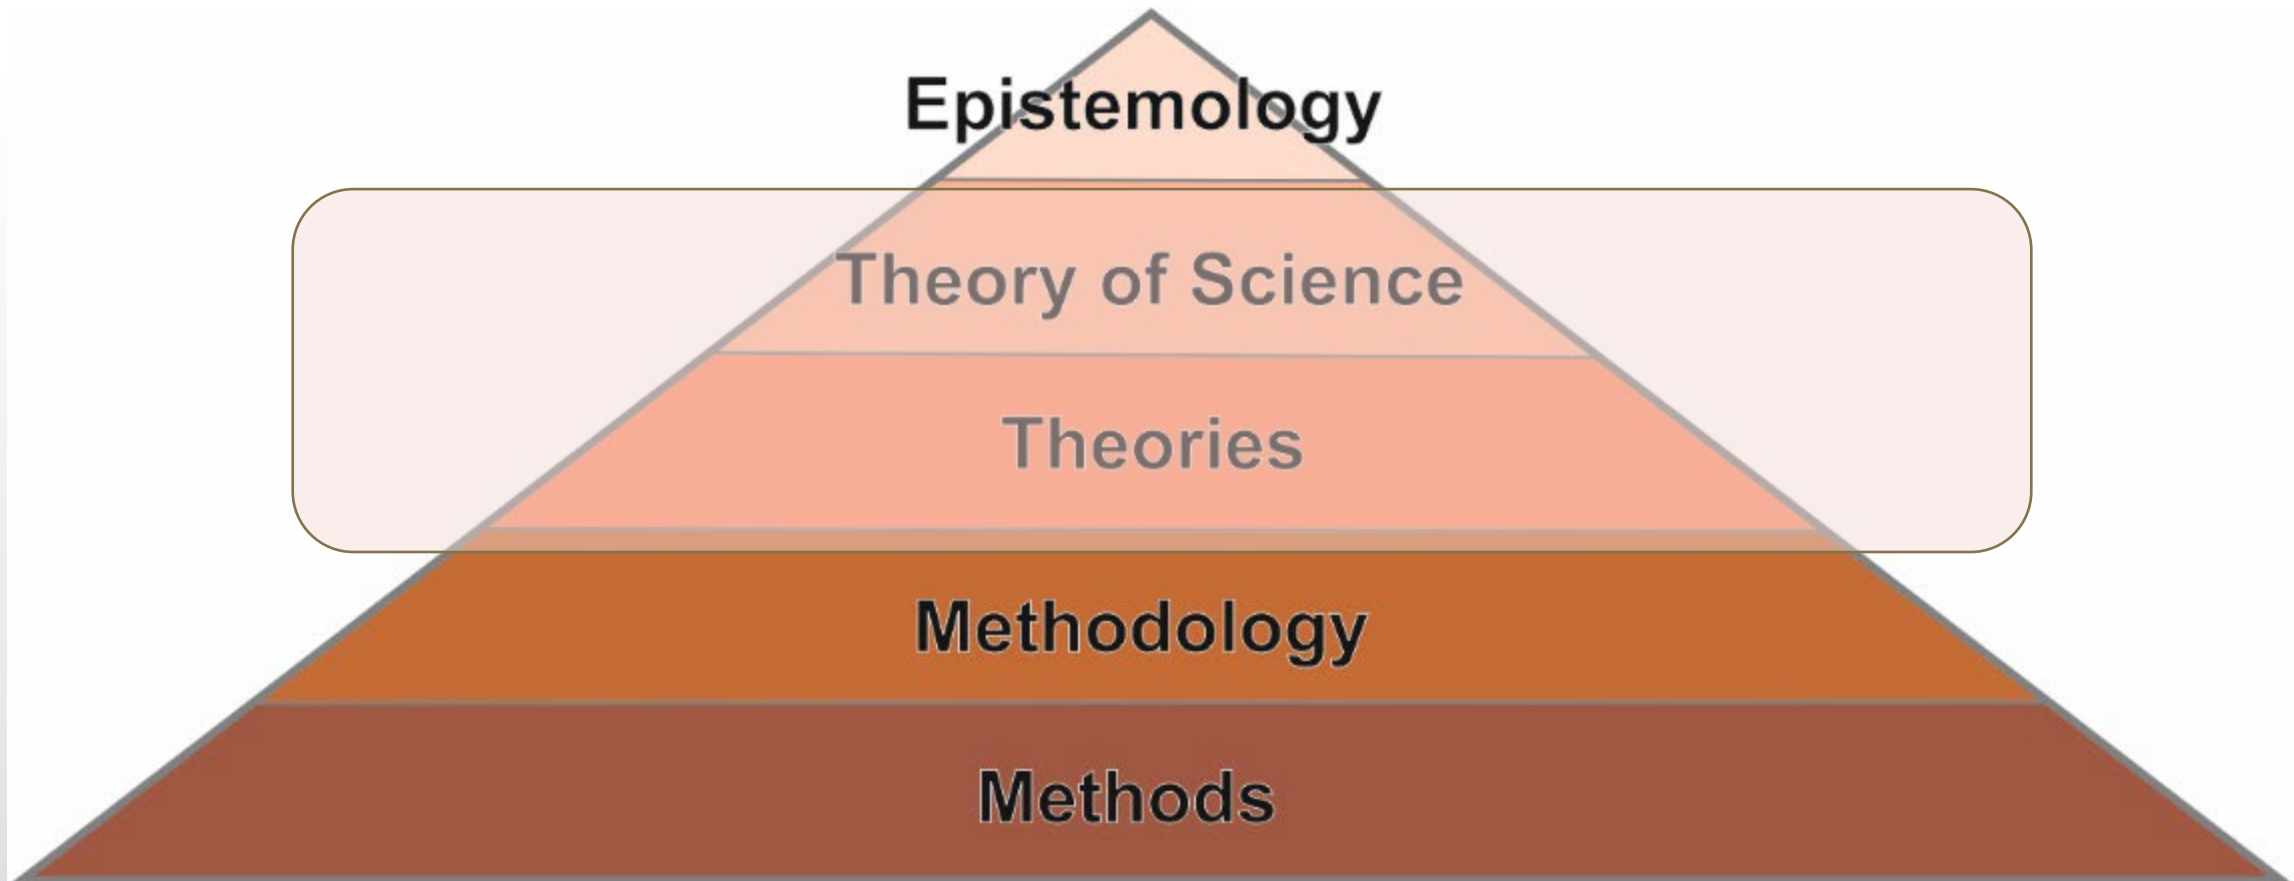 Epistemology
Theory of Science
Theories
Methodology
Methods